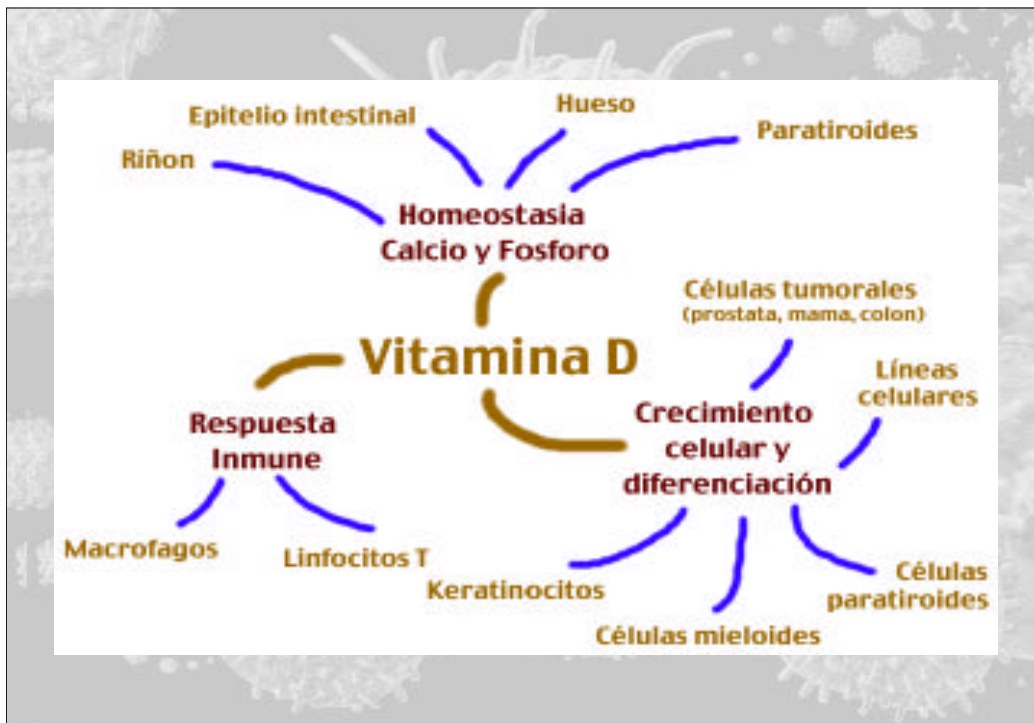 Epitelio intestinal
Hueso
Paratiroides
Riñon
Homeostasia
Calcio y Fosforo
Células tumorales
(prostata, mama, colon)
Vitamina D
Líneas
celulares
Respuesta
Inmune
Crecimiento
celular y
diferenciación
Macrofagos
Linfocitos T
Keratinocitos
Células
paratiroides
Células mieloides